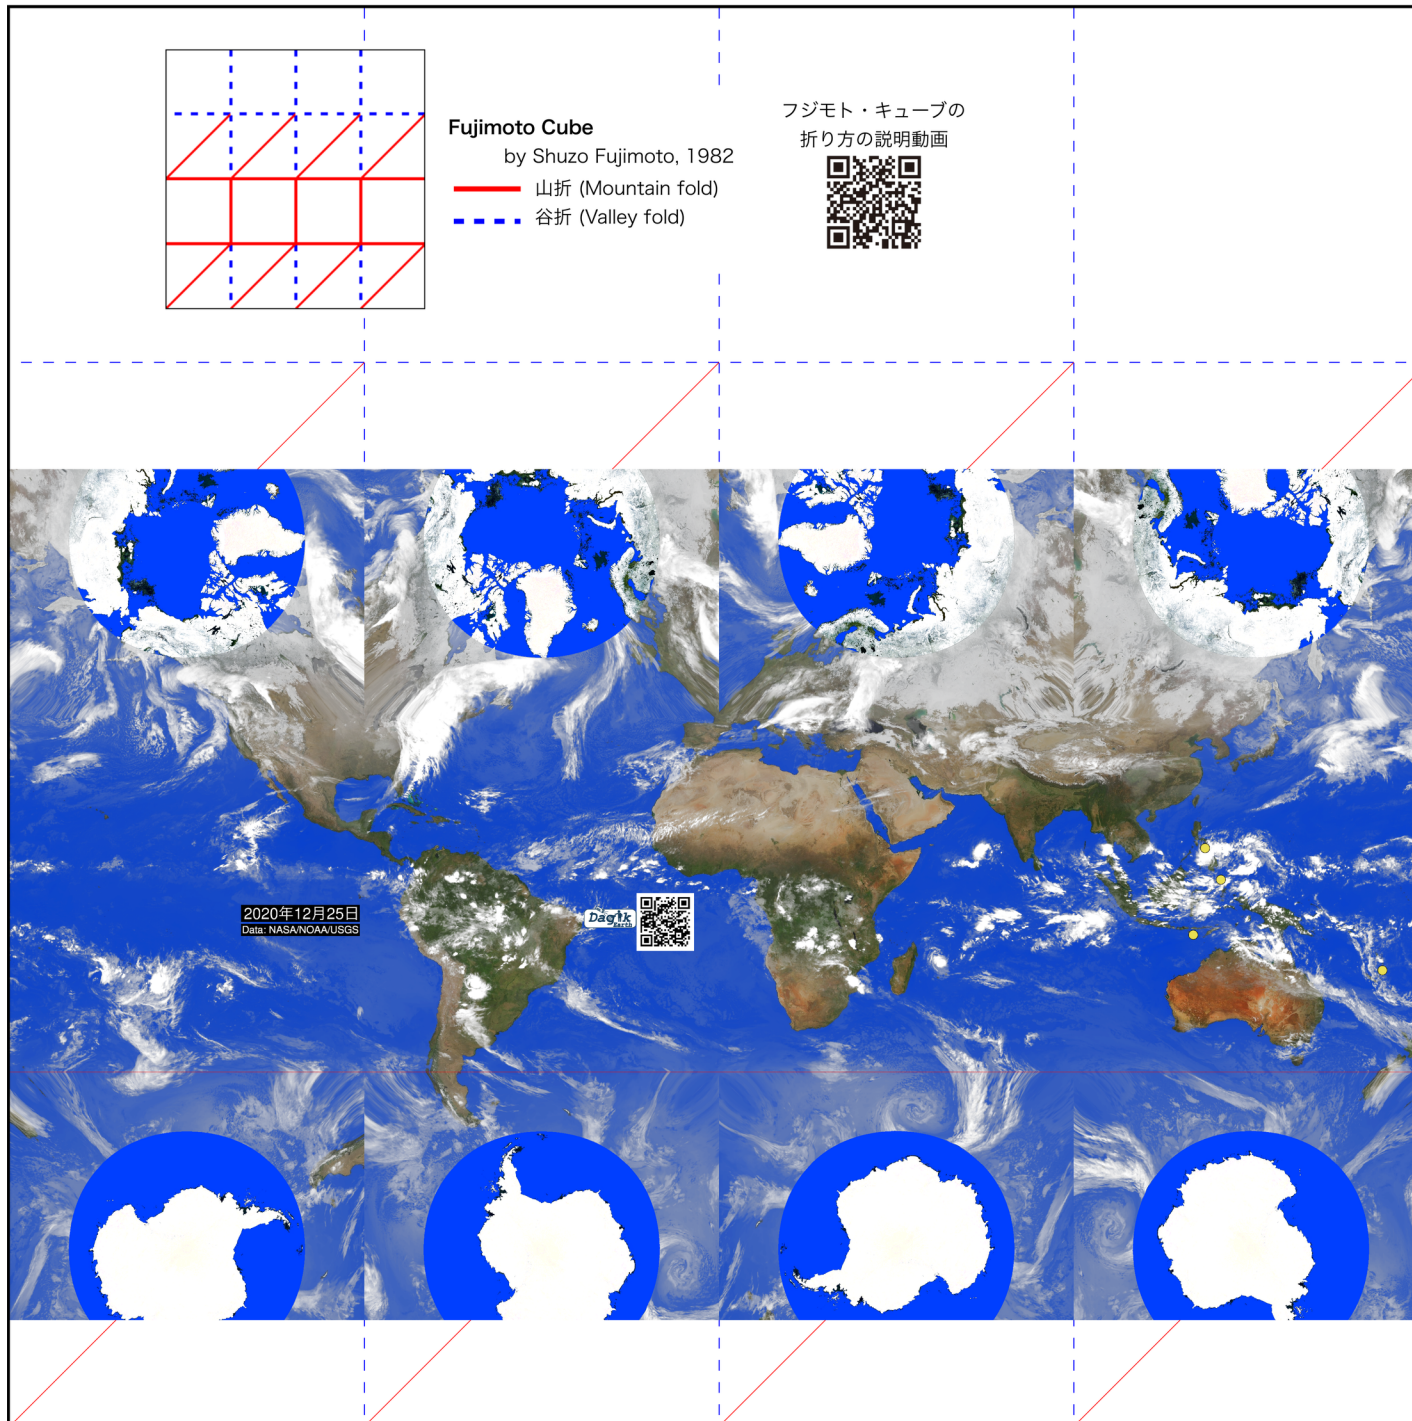 Fujimoto Cube
by Shuzo Fujimoto, 1982
山折 (Mountain fold)
谷折 (Valley fold)
フジモト・キューブの
折り方の説明動画
2020年12月25日
Data: NASA/NOAA/USGS
Dagik
Earth